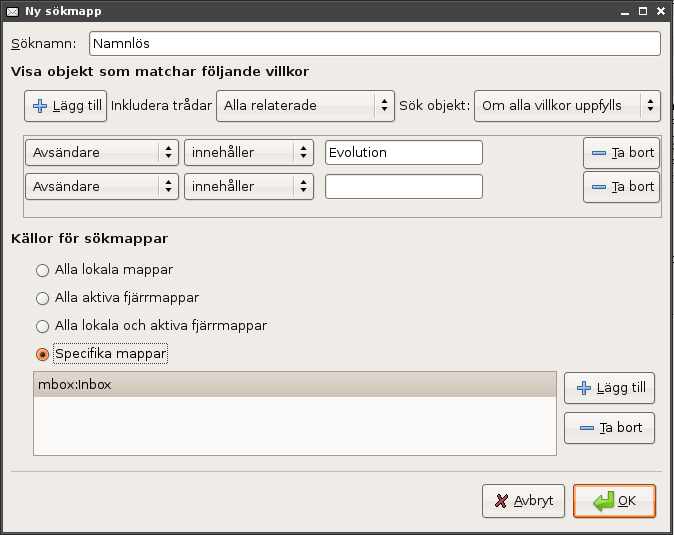 Ny sökmapp
Söknamn: Namnlös
Visa objekt som matchar följande villkor
Lägg till Inkludera trådar Alla relaterade Sök objekt: Om alla villkor uppfylls
Avsändare innehåller Evolution Ta bort
Avsändare innehåller Ta bort
Källor för sökmappar
Alla lokala mappar
Alla aktiva fjärrmappar
Alla lokala och aktiva fjärrmappar
Specifika mappar
mbox:Inbox Lägg till
Ta bort
Avbryt OK